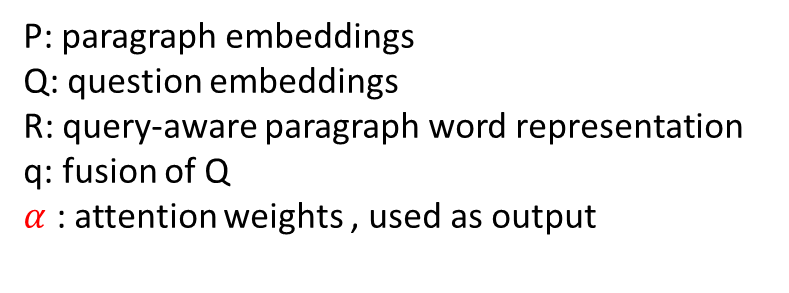 P: paragraph embeddings
Q: question embeddings
R: query-aware paragraph word representation
q: fusion of Q
α : attention weights , used as output